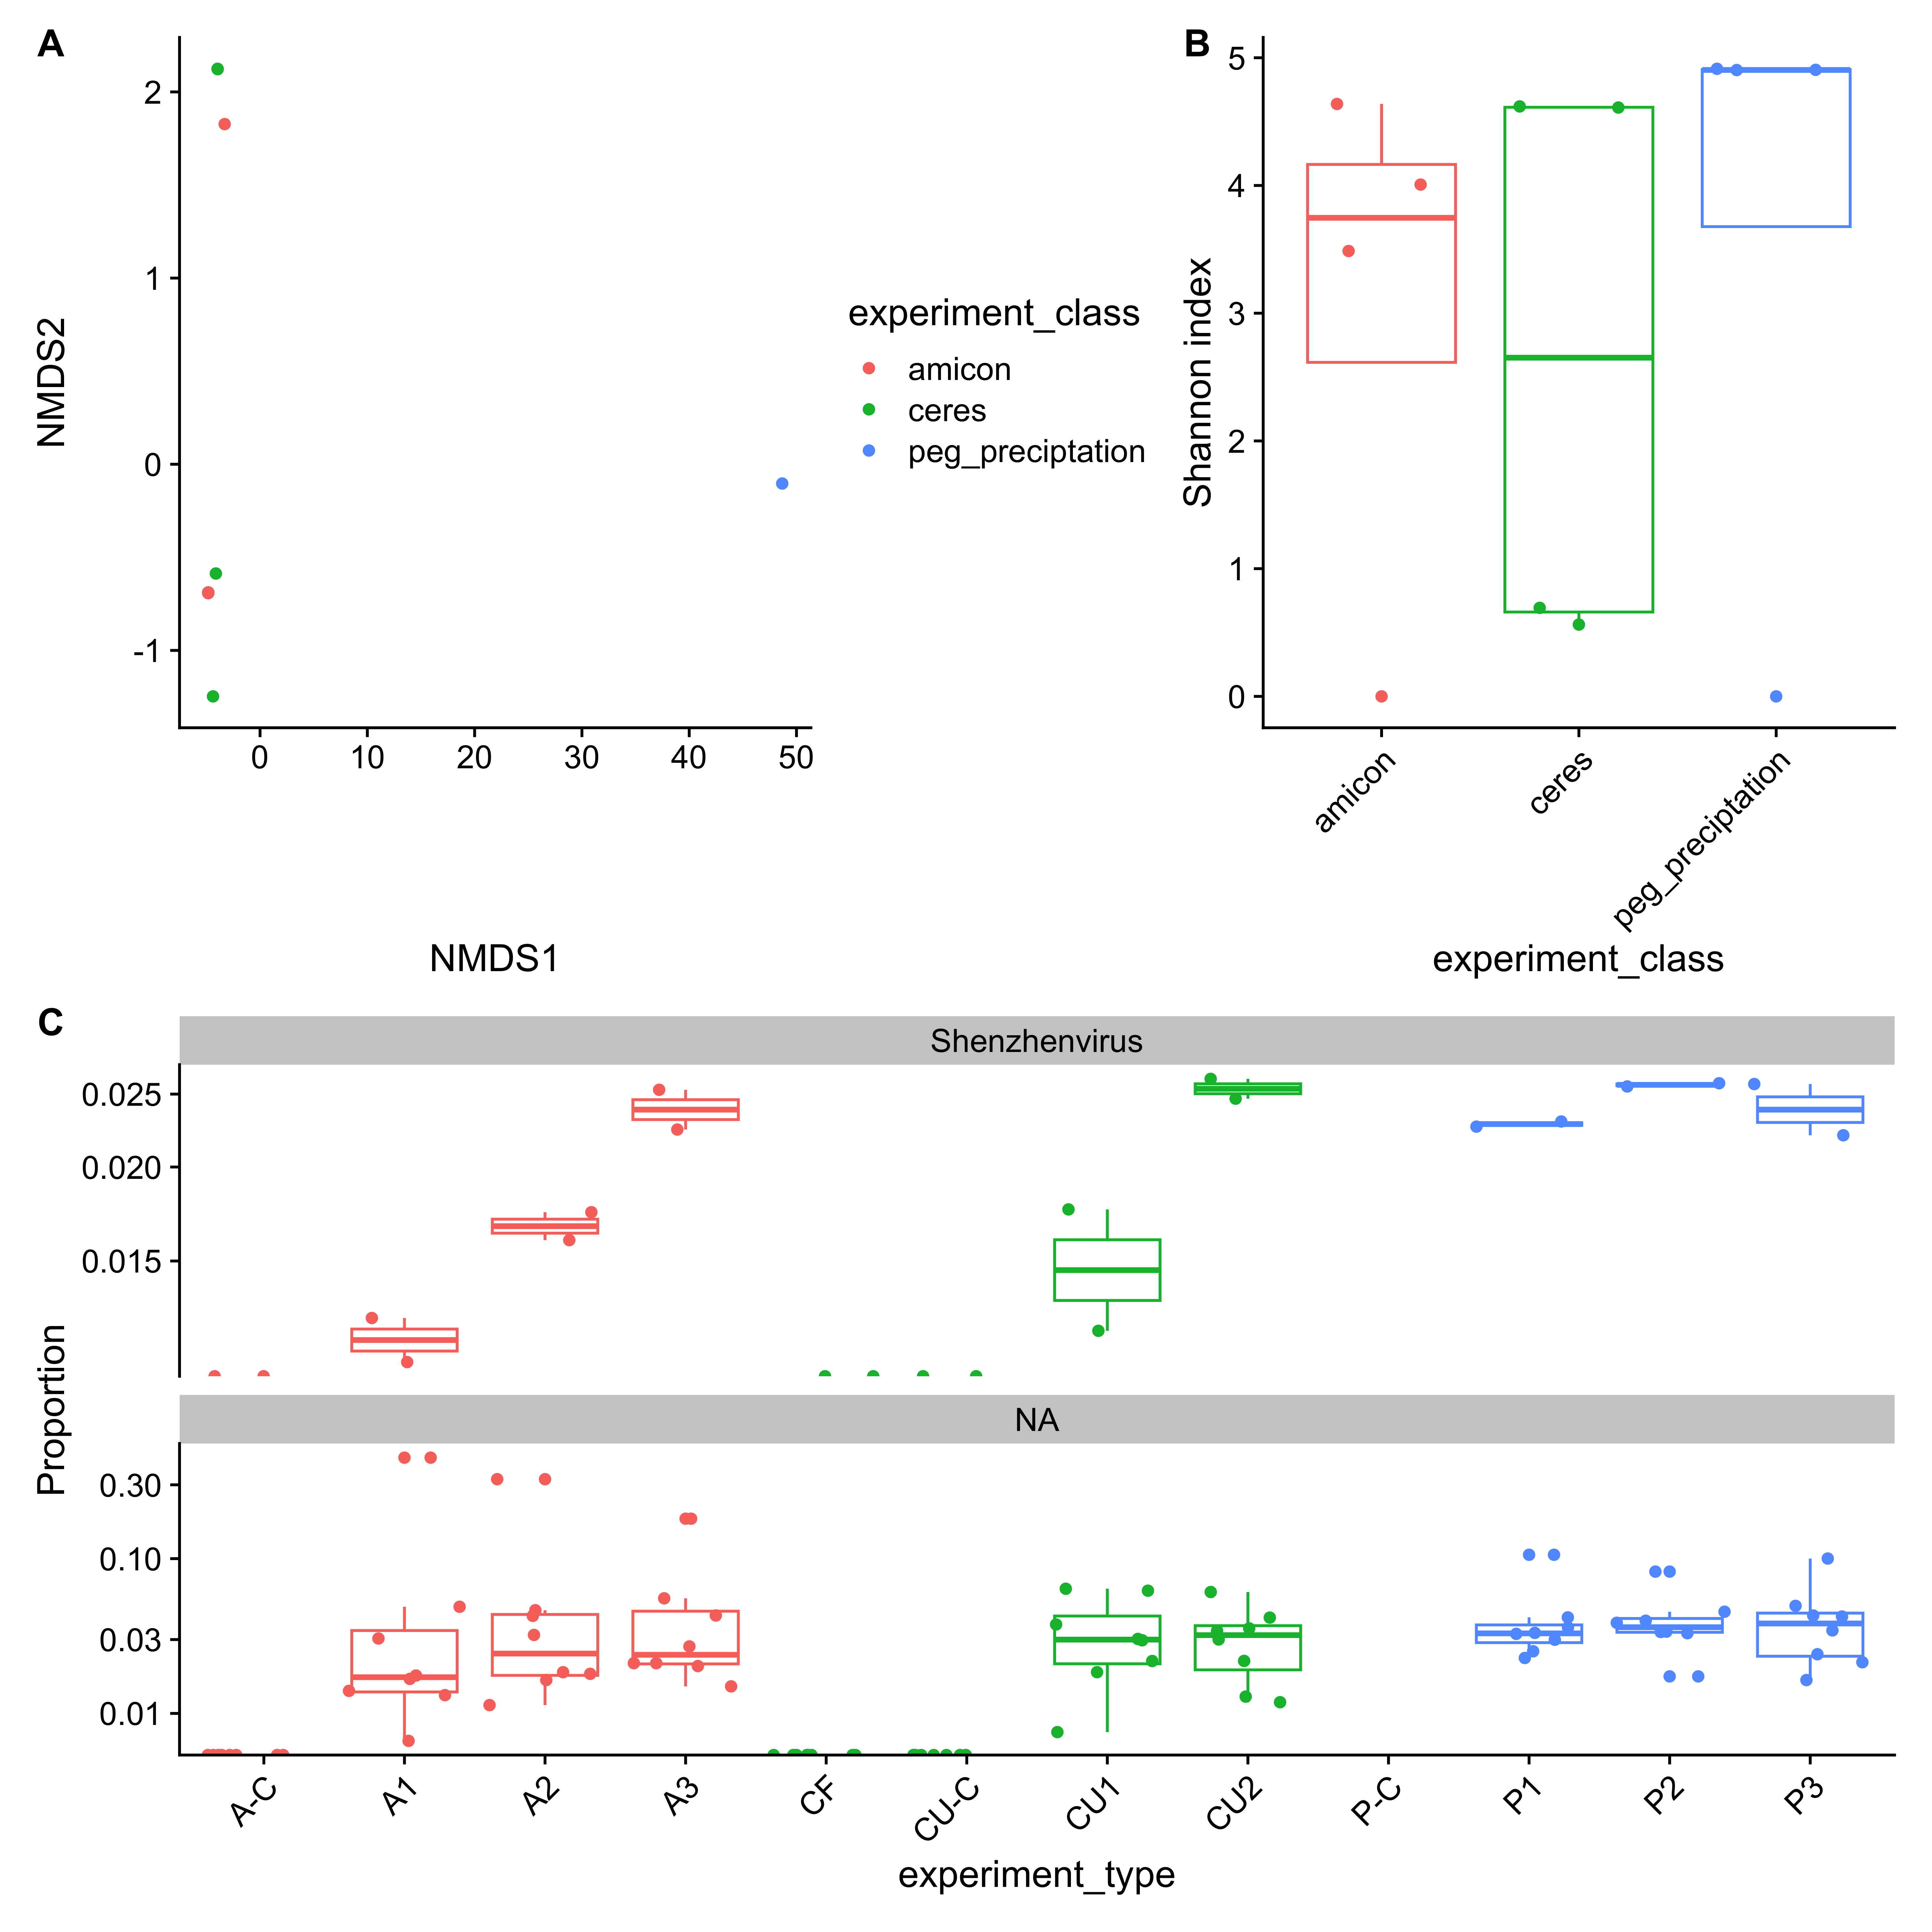 A
2
1
0
-1
NMDS2
0 10 20 30 40 50
NMDS1
experiment_class
amicon
ceres
peg_preciptation
B
5
4
3
2
1
0
Shannon index
amicon
ceres
peg_preciptation
experiment_class
C
Shenzhenvirus
0.025
0.020
0.015
Proportion
NA
0.30
0.10
0.03
0.01
A-C A1 A2 A3 CF CU-C CU1 CU2 P-C P1 P2 P3
experiment_type